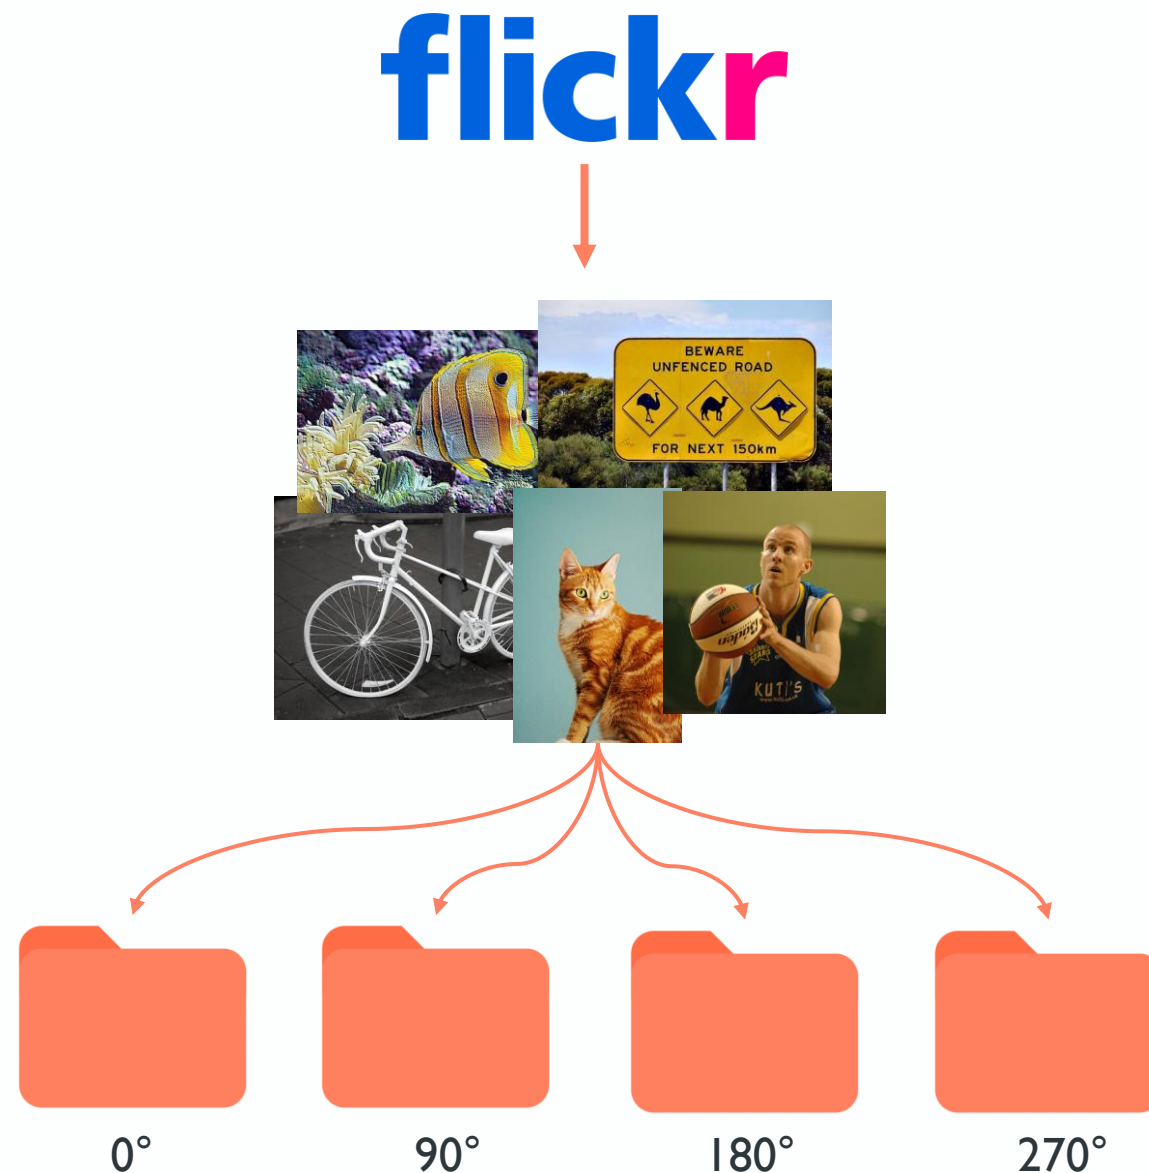 flickr
BEWARE
UNFENCED ROAD
FOR NEXT 150km
KUTI'S
0°
90°
180°
270°